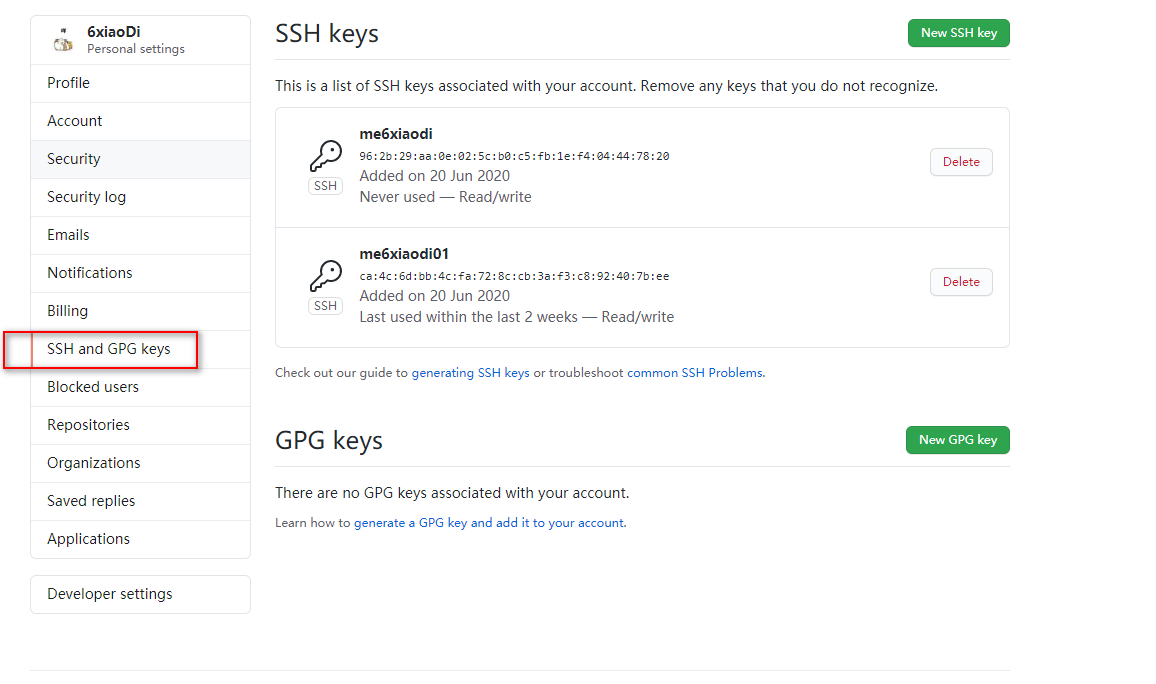 6xiaoDi
Personal settings
Profile
Account
Security
Security log
Emails
Notifications
Billing
SSH and GPG keys
Blocked users
Repositories
Organizations
Saved replies
Applications
Developer settings
SSH keys
New SSH key
This is a list of SSH keys associated with your account. Remove any keys that you do not recognize.
me6xiaodi
96:2b:29:aa:0e:02:5c:b0:c5:fb:1e:f4:04:44:78:20
SSH
Added on 20 Jun 2020
Never used — Read/write
Delete
me6xiaodi01
ca:4c:6d:bb:4c:fa:72:8c:cb:3a:f3:c8:92:40:7b:ee
SSH
Added on 20 Jun 2020
Last used within the last 2 weeks — Read/write
Delete
Check out our guide to generating SSH keys or troubleshoot common SSH Problems.
GPG keys
New GPG key
There are no GPG keys associated with your account.
Learn how to generate a GPG key and add it to your account.